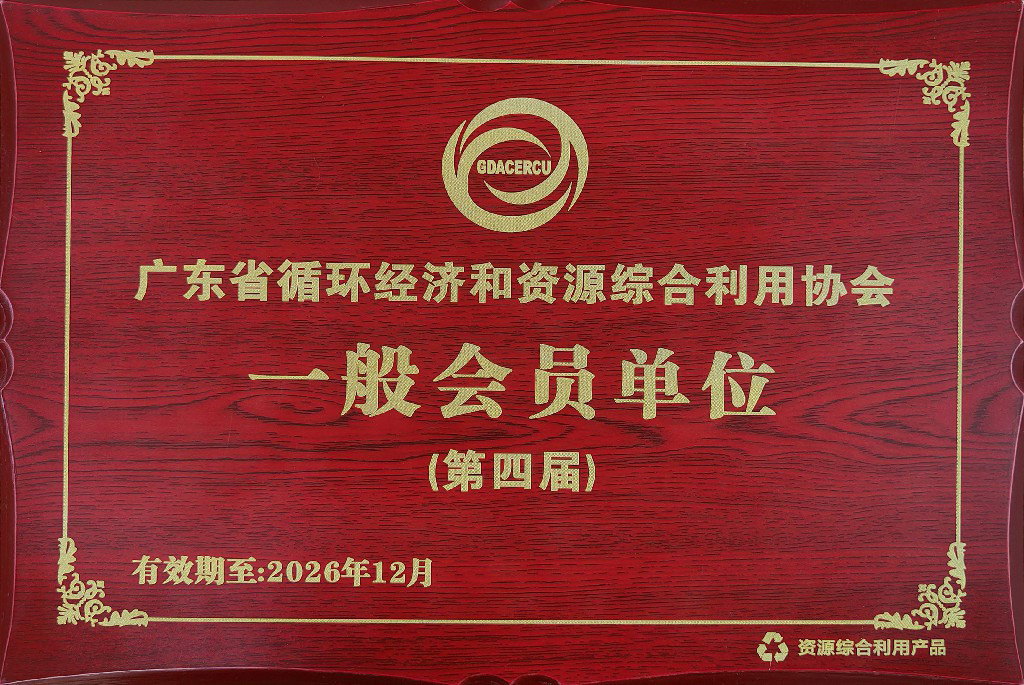 GDACERCU
广东省循环经济和资源综合利用协会
一般会员单位
(第四届)
有效期至:2026年12月
资源综合利用产品